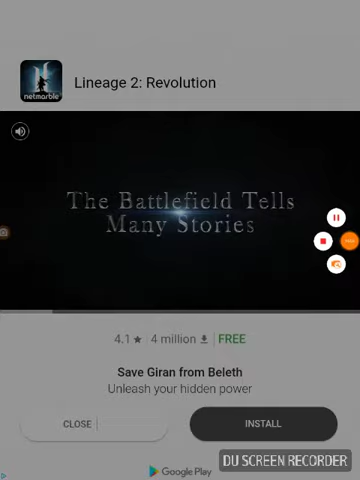 netmarble
Lineage 2: Revolution
The Battlefield Tells
Many Stories
4.1 4 million FREE
Save Giran from Beleth
Unleash your hidden power
CLOSE INSTALL
DU SCREEN RECORDER
Google Play